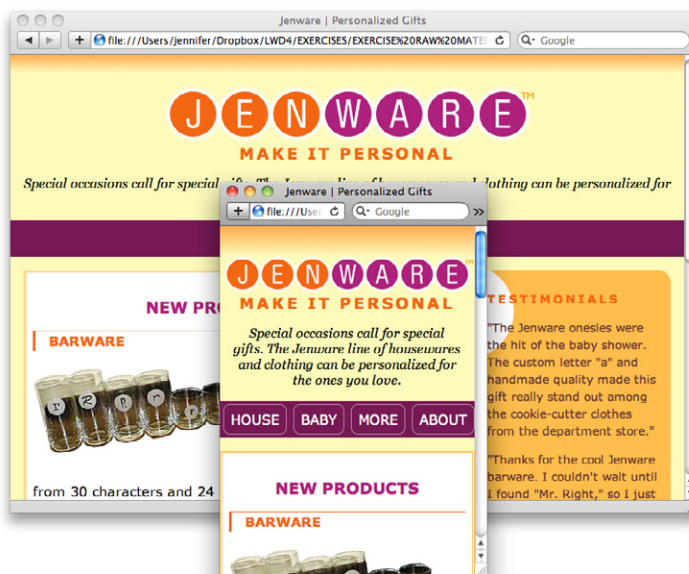 Jenware | Personalized Gifts
file:///Users/jennifer/Dropbox/LWD4/EXERCISES/EXERCISE%20RAW%20MATE
Google
JENWARE™
MAKE IT PERSONAL
Special occasions call for special gifts. The Jenware line of housewares and clothing can be personalized for
NEW PRO
BARWARE
from 30 characters and 24
TESTIMONIALS
"The Jenware onesies were
the hit of the baby shower.
The custom letter "a" and
handmade quality made this
gift really stand out among
the cookie-cutter clothes
from the department store."
"Thanks for the cool Jenware
barware. I couldn't wait until
I found "Mr. Right," so I just
Jenware | Personalized Gifts
file:///User
Google
JENWARE™
MAKE IT PERSONAL
Special occasions call for special
gifts. The Jenware line of housewares
and clothing can be personalized for
the ones you love.
HOUSE BABY MORE ABOUT
NEW PRODUCTS
BARWARE